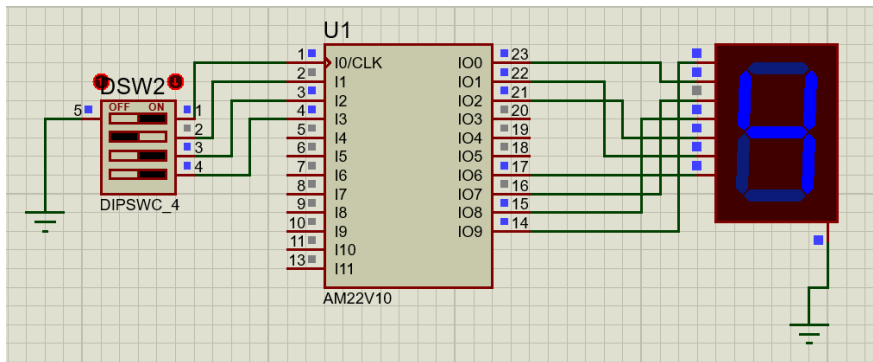 U1
1 I0/CLK IO0 23
2 I1 IO1 22
3 I2 IO2 21
4 I3 IO3 20
5 I4 IO4 19
6 I5 IO5 18
7 I6 IO6 17
8 I7 IO7 16
9 I8 IO8 15
10 I9 IO9 14
11 I10
13 I11
AM22V10
DSW2
OFF ON
5
1
2
3
4
DIPSWC_4